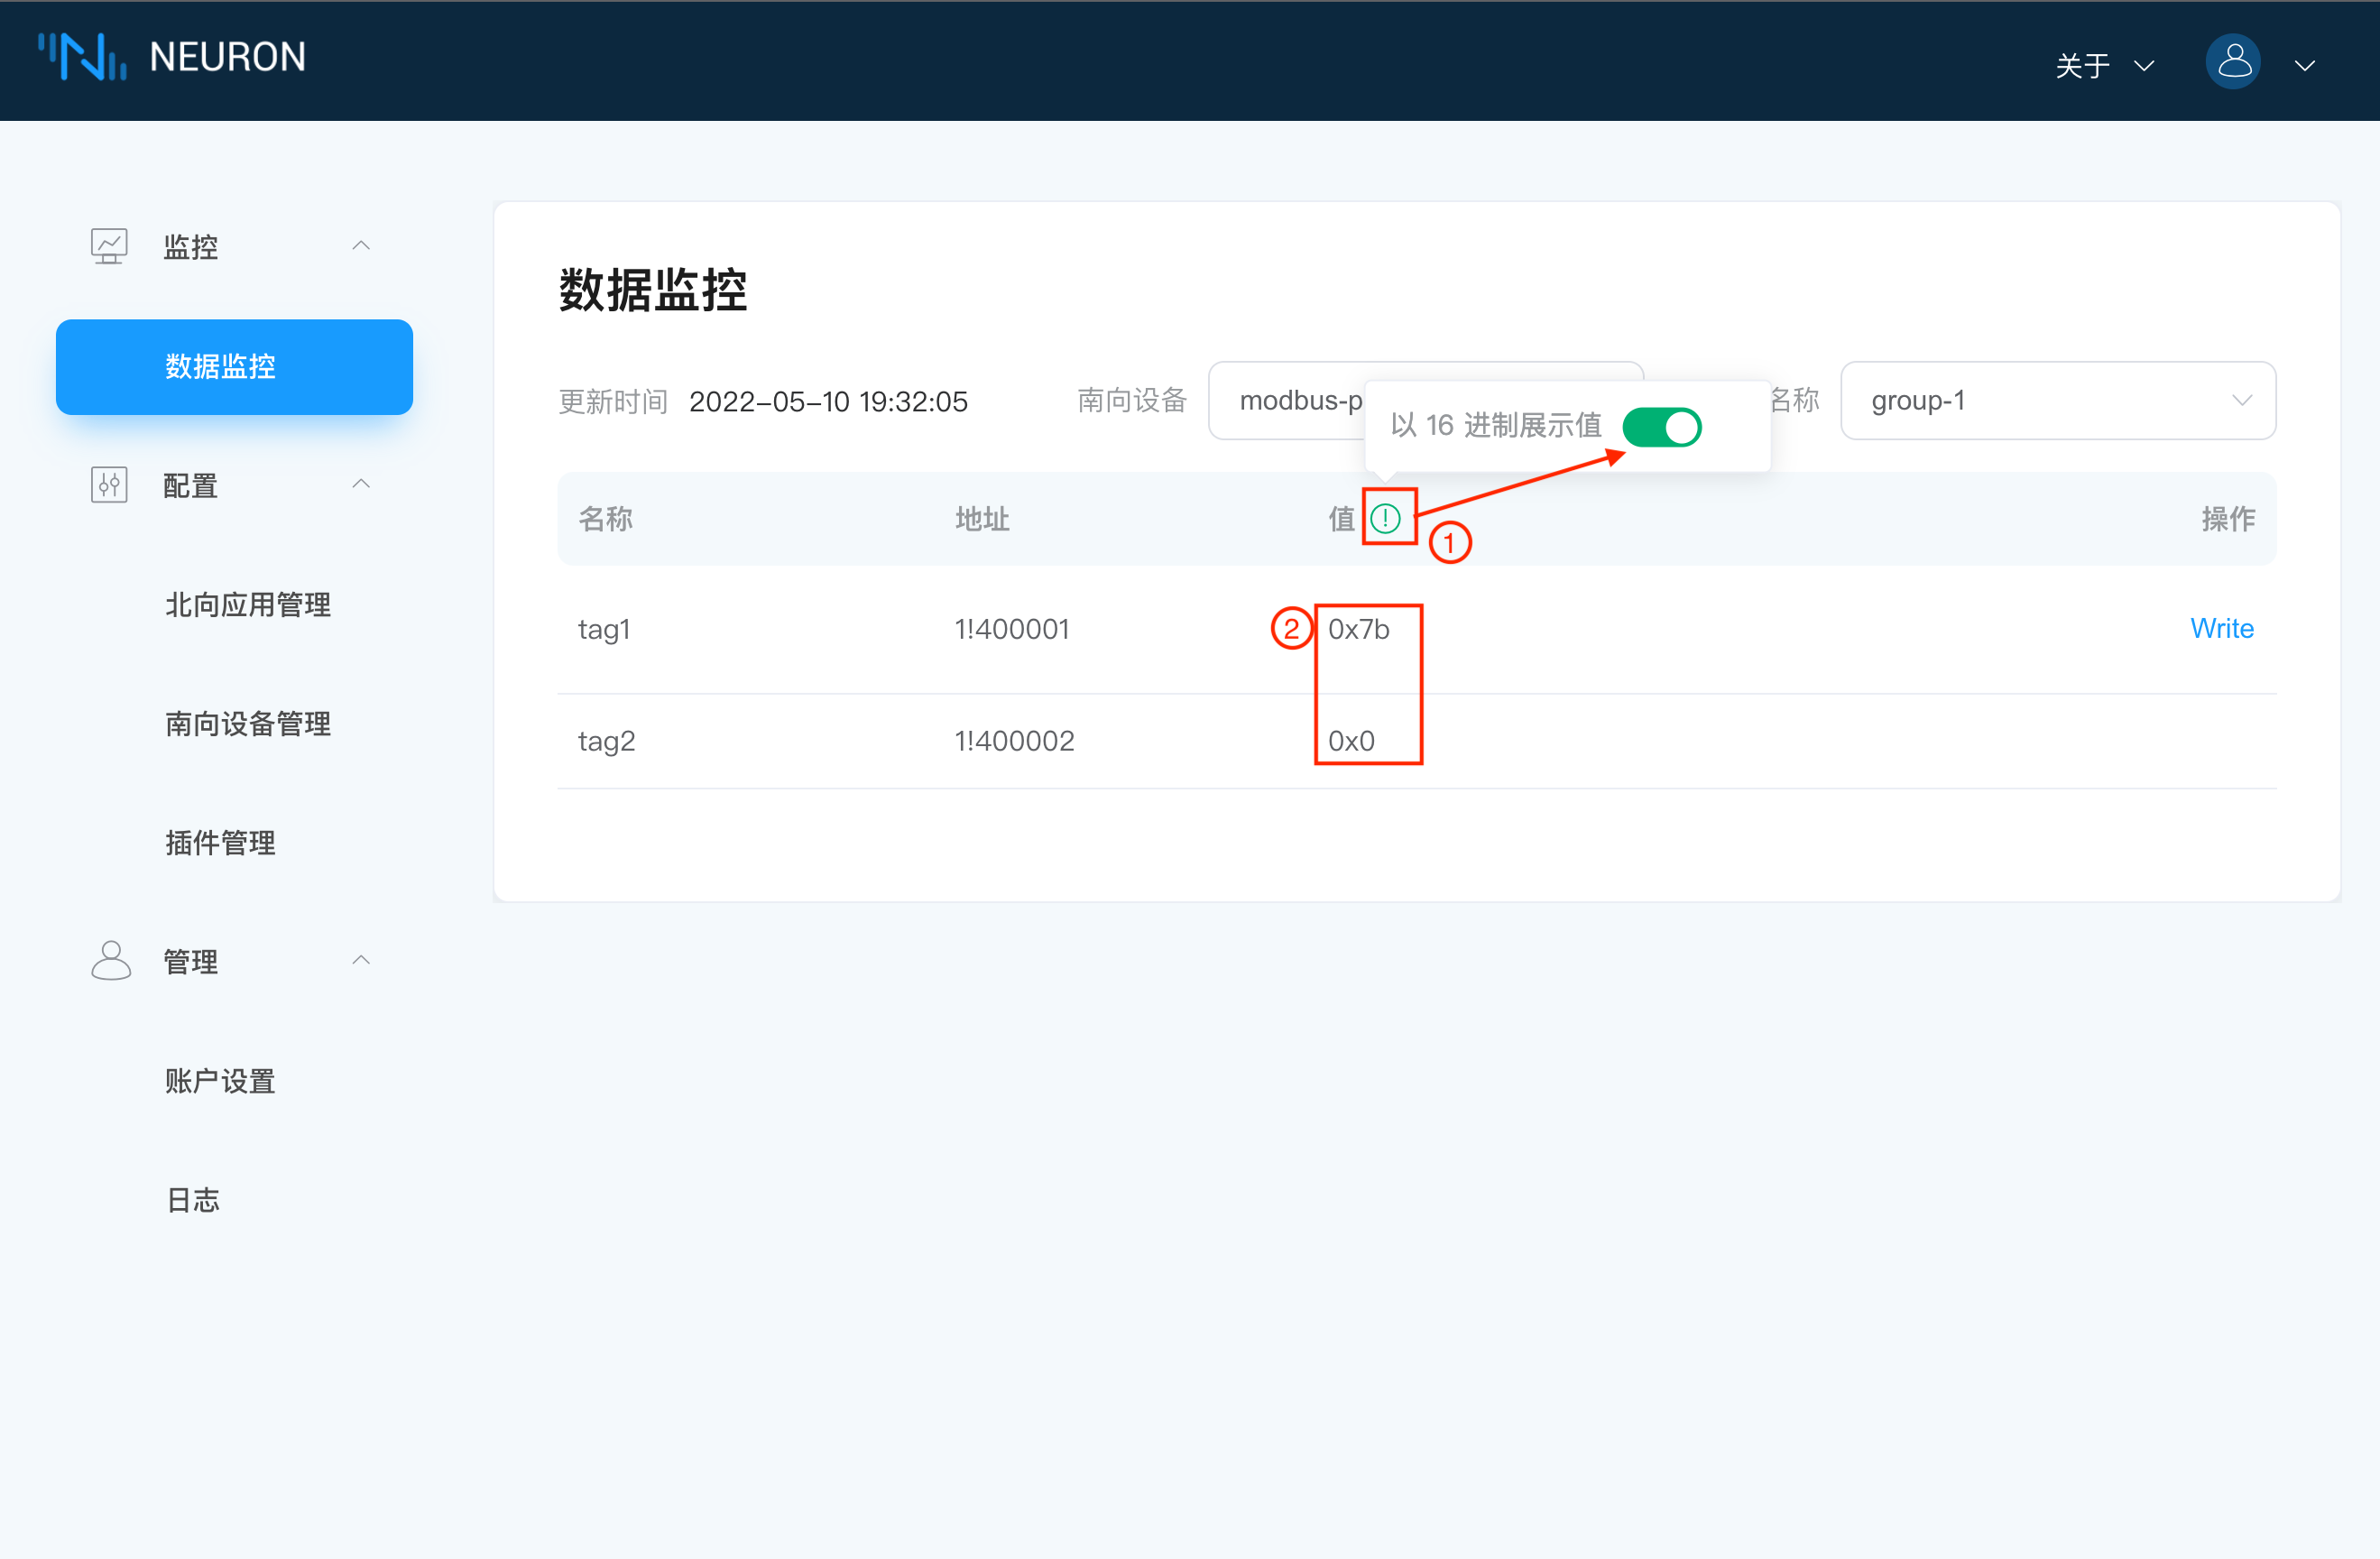 NEURON
关于
监控
数据监控
配置
北向应用管理
南向设备管理
插件管理
管理
账户设置
日志
数据监控
更新时间 2022-05-10 19:32:05
南向设备 modbus-p
名称 group-1
以 16 进制展示值
名称 地址 值 ! 操作
1
tag1 1!400001 2 0x7b Write
tag2 1!400002 0x0